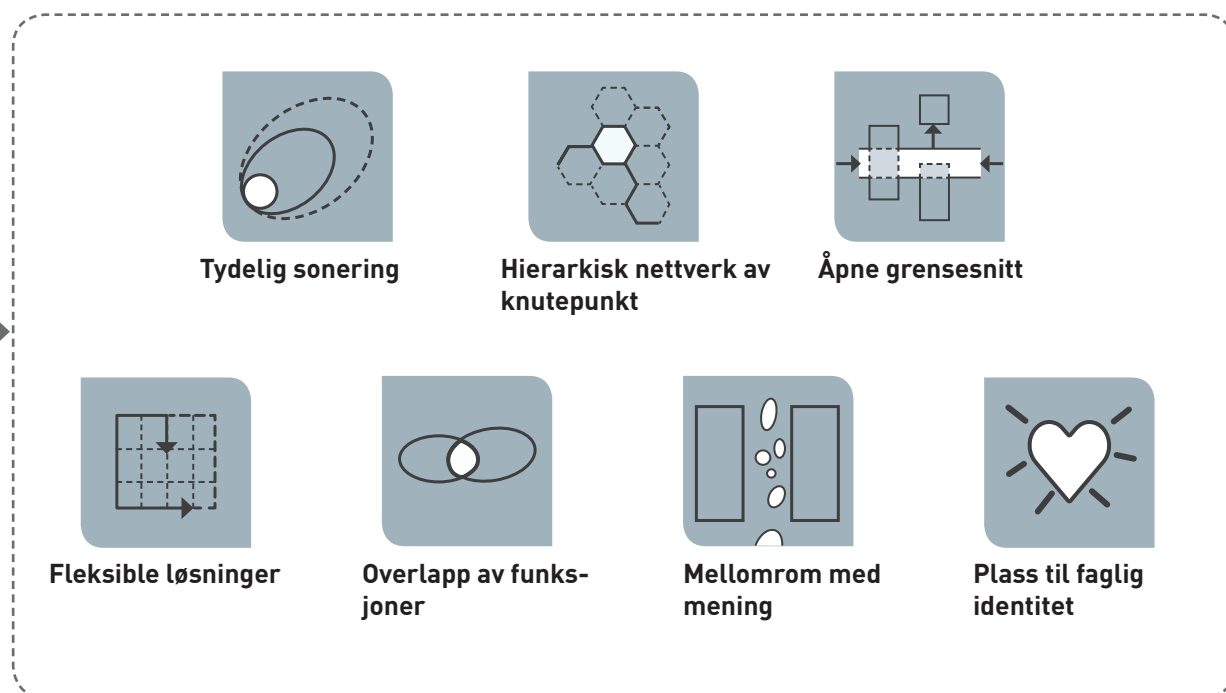 Tydelig sonering
Hierarkisk nettverk av
knutepunkt
Åpne grensesnitt
Fleksible løsninger
Overlapp av funks-
joner
Mellomrom med
mening
Plass til faglig
identitet